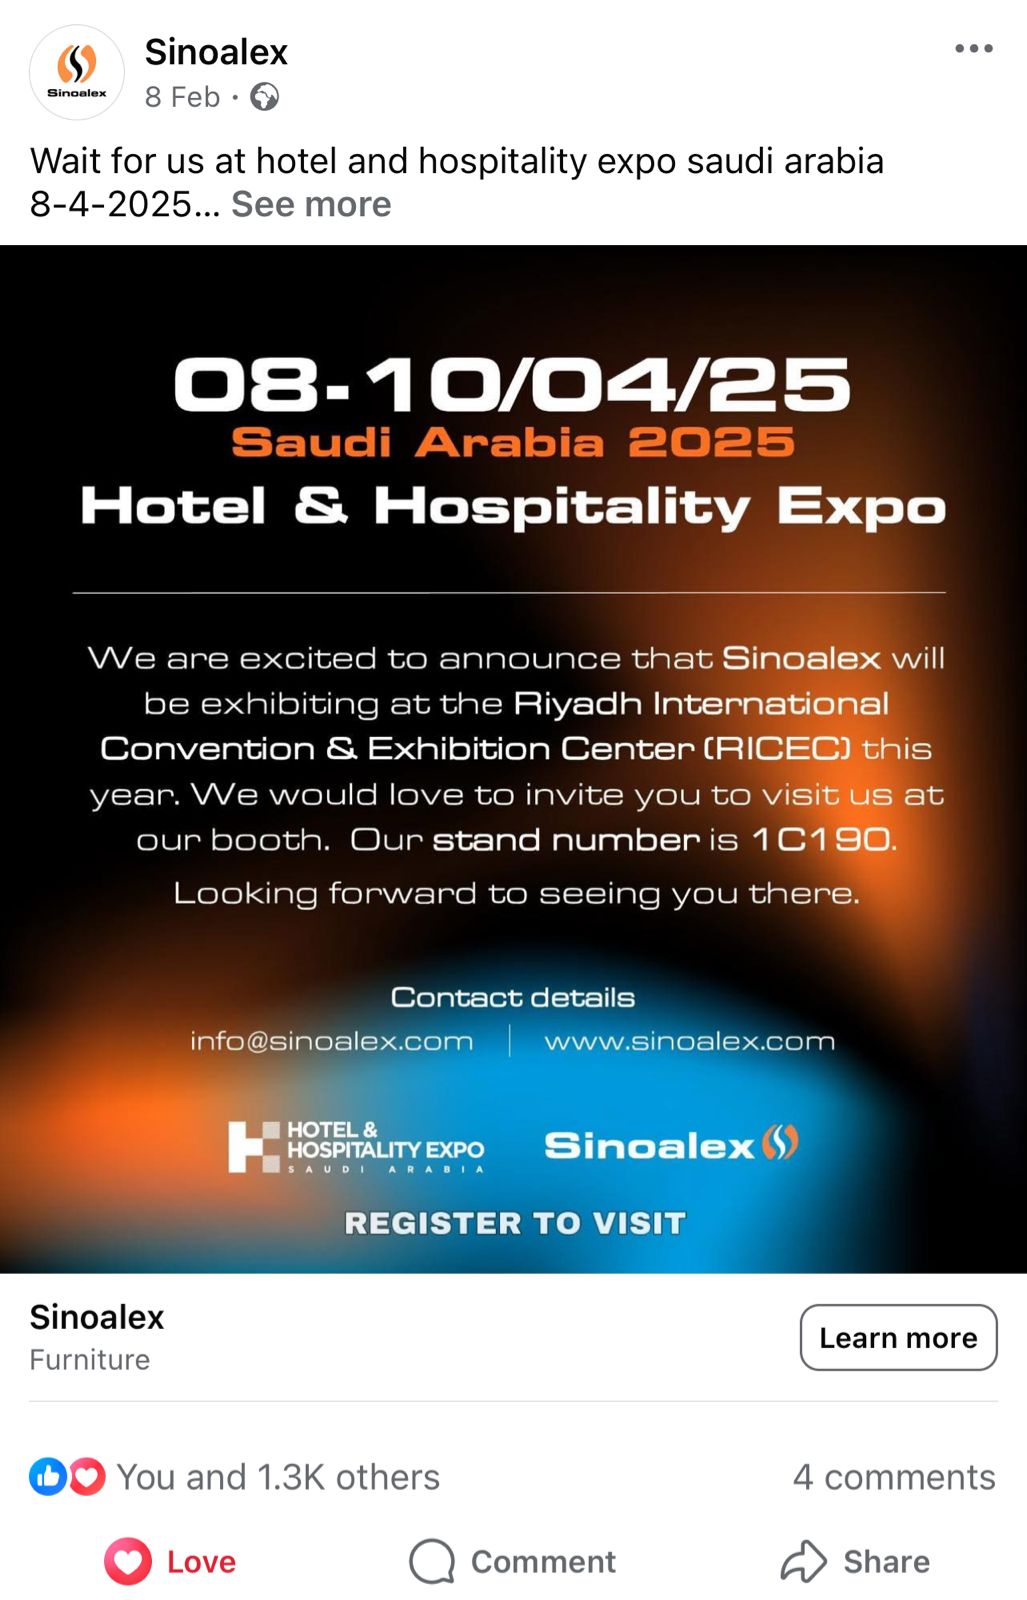 Sinoalex
Sinoalex
8 Feb ·
Wait for us at hotel and hospitality expo saudi arabia
8-4-2025... See more
08-10/04/25
Saudi Arabia 2025
Hotel & Hospitality Expo
We are excited to announce that Sinoalex will
be exhibiting at the Riyadh International
Convention & Exhibition Center (RICEC) this
year. We would love to invite you to visit us at
our booth. Our stand number is 1C190.
Looking forward to seeing you there.
Contact details
info@sinoalex.com | www.sinoalex.com
HOTEL &
HOSPITALITY EXPO
SAUDI ARABIA
Sinoalex
REGISTER TO VISIT
Sinoalex
Furniture
Learn more
You and 1.3K others
4 comments
Love
Comment
Share